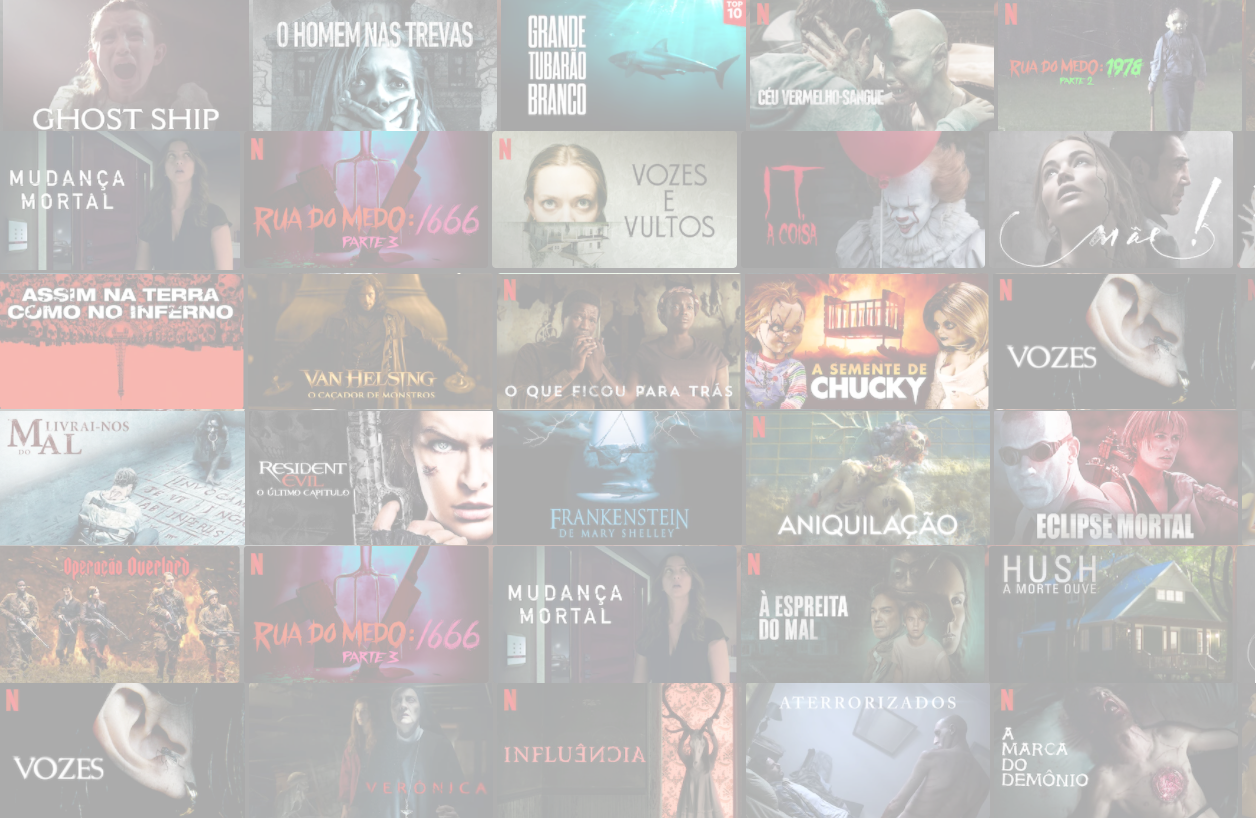 GHOST SHIP
O HOMEM NAS TREVAS
GRANDE
TUBARÃO
BRANCO
TOP
10
N
CÉU VERMELHO-SANGUE
N
RUA DO MEDO: 1978
PARTE 2
MUDANÇA
MORTAL
N
RUA DO MEDO: 1666
PARTE 3
N
VOZES
E
VULTOS
IT
A COISA
mãe!
ASSIM NA TERRA
COMO NO INFERNO
VAN HELSING
O CAÇADOR DE MONSTROS
N
O QUE FICOU PARA TRÁS
A SEMENTE DE
CHUCKY
N
VOZES
LIVRAI-NOS
DO MAL
RESIDENT
EVIL
O ÚLTIMO CAPÍTULO
FRANKENSTEIN
DE MARY SHELLEY
N
ANIQUILAÇÃO
ECLIPSE MORTAL
Operação Overlord
N
RUA DO MEDO: 1666
PARTE 3
MUDANÇA
MORTAL
N
À ESPREITA
DO MAL
HUSH
A MORTE OUVE
N
VOZES
VERONICA
N
INFLUÊNCIA
ATERRORIZADOS
N
A
MARCA
DO
DEMÔNIO